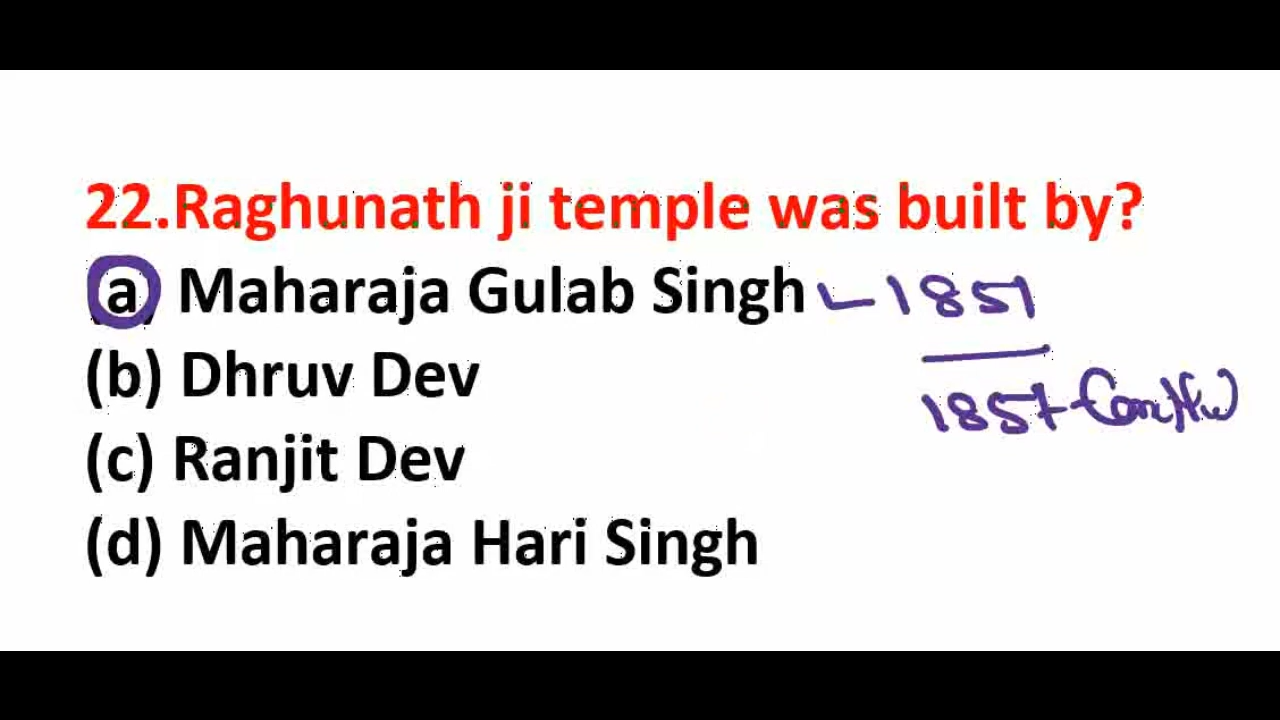 22.Raghunath ji temple was built by?
(a) Maharaja Gulab Singh - 1851
(b) Dhruv Dev
1857 -
(c) Ranjit Dev
(d) Maharaja Hari Singh